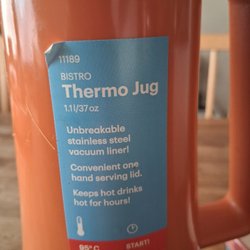 11189
BISTRO
Thermo Jug
1.1 l/37 oz
Unbreakable
stainless steel
vacuum liner!
Convenient one
hand serving lid.
Keeps hot drinks
hot for hours!
95° C
START!